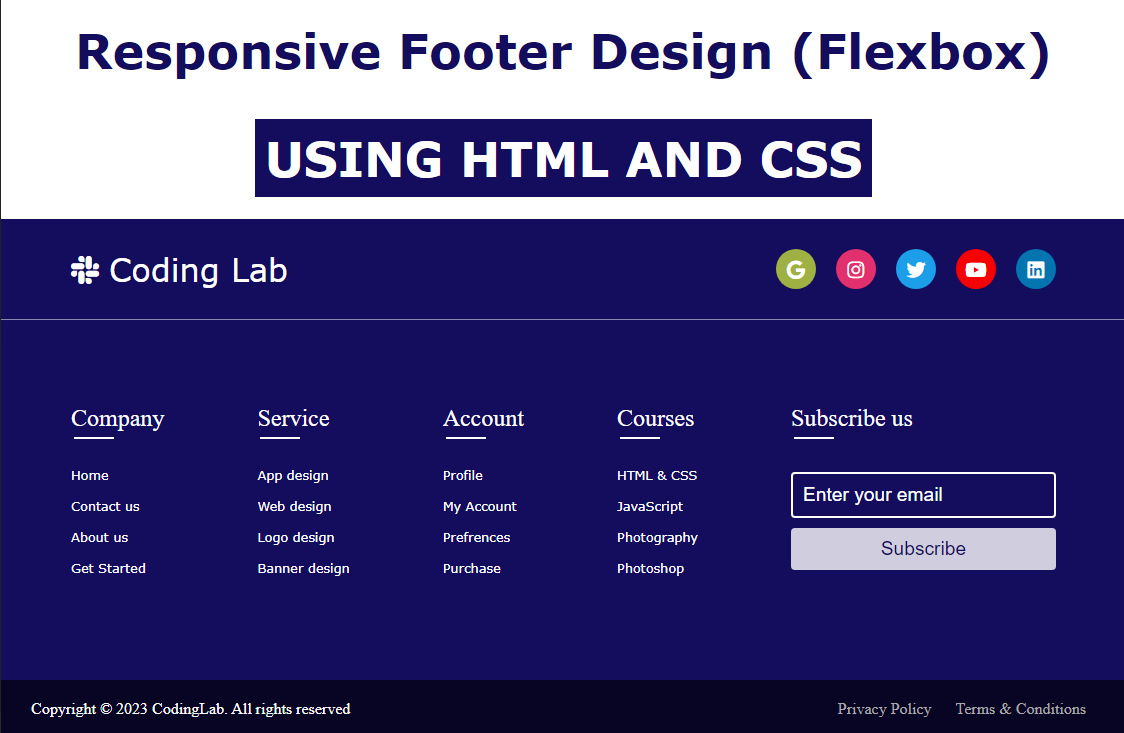 Responsive Footer Design (Flexbox)
USING HTML AND CSS
Coding Lab
Company
Home
Contact us
About us
Get Started
Service
App design
Web design
Logo design
Banner design
Account
Profile
My Account
Prefrences
Purchase
Courses
HTML & CSS
JavaScript
Photography
Photoshop
Subscribe us
Enter your email
Subscribe
Copyright © 2023 CodingLab. All rights reserved
Privacy Policy Terms & Conditions